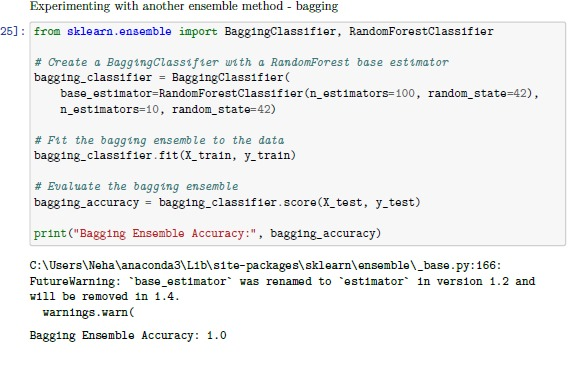 Experimenting with another ensemble method - bagging
25]: from sklearn.ensemble import BaggingClassifier, RandomForestClassifier
# Create a BaggingClassifier with a RandomForest base estimator
bagging_classifier = BaggingClassifier(
    base_estimator=RandomForestClassifier(n_estimators=100, random_state=42),
    n_estimators=10, random_state=42)
# Fit the bagging ensemble to the data
bagging_classifier.fit(X_train, y_train)
# Evaluate the bagging ensemble
bagging_accuracy = bagging_classifier.score(X_test, y_test)
print("Bagging Ensemble Accuracy:", bagging_accuracy)
C:\Users\Neha\anaconda3\Lib\site-packages\sklearn\ensemble\_base.py:166:
FutureWarning: `base_estimator` was renamed to `estimator` in version 1.2 and
will be removed in 1.4.
  warnings.warn(
Bagging Ensemble Accuracy: 1.0